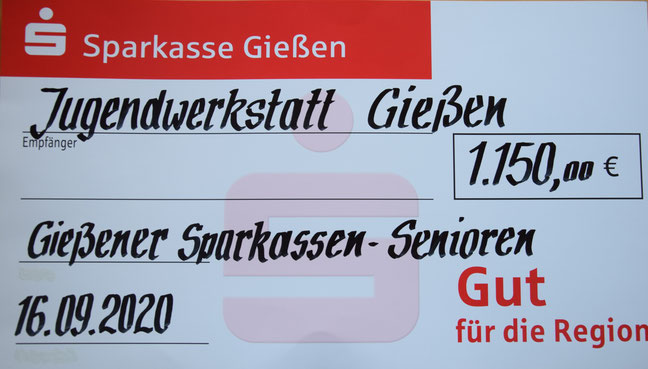 Sparkasse Gießen
Jugendwerkstatt Gießen
Empfänger
1.150,00 €
Gießener Sparkassen-Senioren
16.09.2020
Gut
für die Region